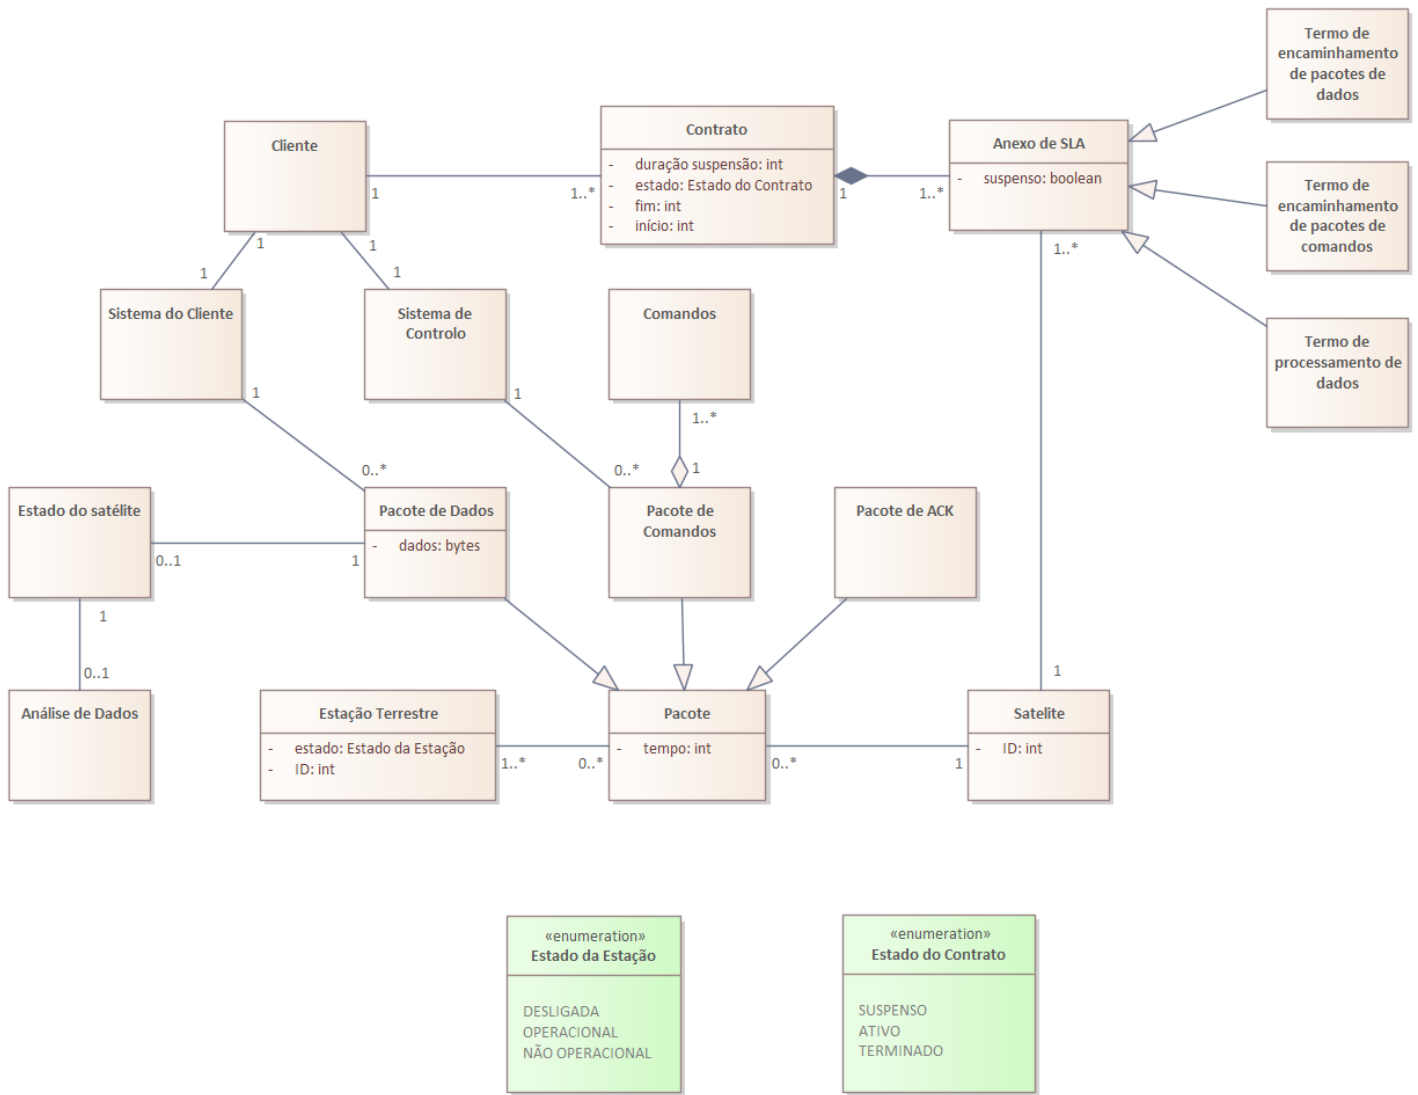 Termo de
encaminhamento
de pacotes de
dados
Cliente
Contrato
- duração suspensão: int
- estado: Estado do Contrato
- fim: int
- início: int
Anexo de SLA
- suspenso: boolean
Termo de
encaminhamento
de pacotes de
comandos
1
1..*
1
1..*
1
1
1
1
1..*
Sistema do Cliente
Sistema de
Controlo
Comandos
Termo de
processamento de
dados
1
1
1..*
0..*
0..*
1
Estado do satélite
Pacote de Dados
- dados: bytes
Pacote de
Comandos
Pacote de ACK
0..1
1
1
0..1
1
Análise de Dados
Estação Terrestre
- estado: Estado da Estação
- ID: int
Pacote
- tempo: int
Satelite
- ID: int
1..*
0..*
0..*
1
«enumeration»
Estado da Estação
DESLIGADA
OPERACIONAL
NÃO OPERACIONAL
«enumeration»
Estado do Contrato
SUSPENSO
ATIVO
TERMINADO